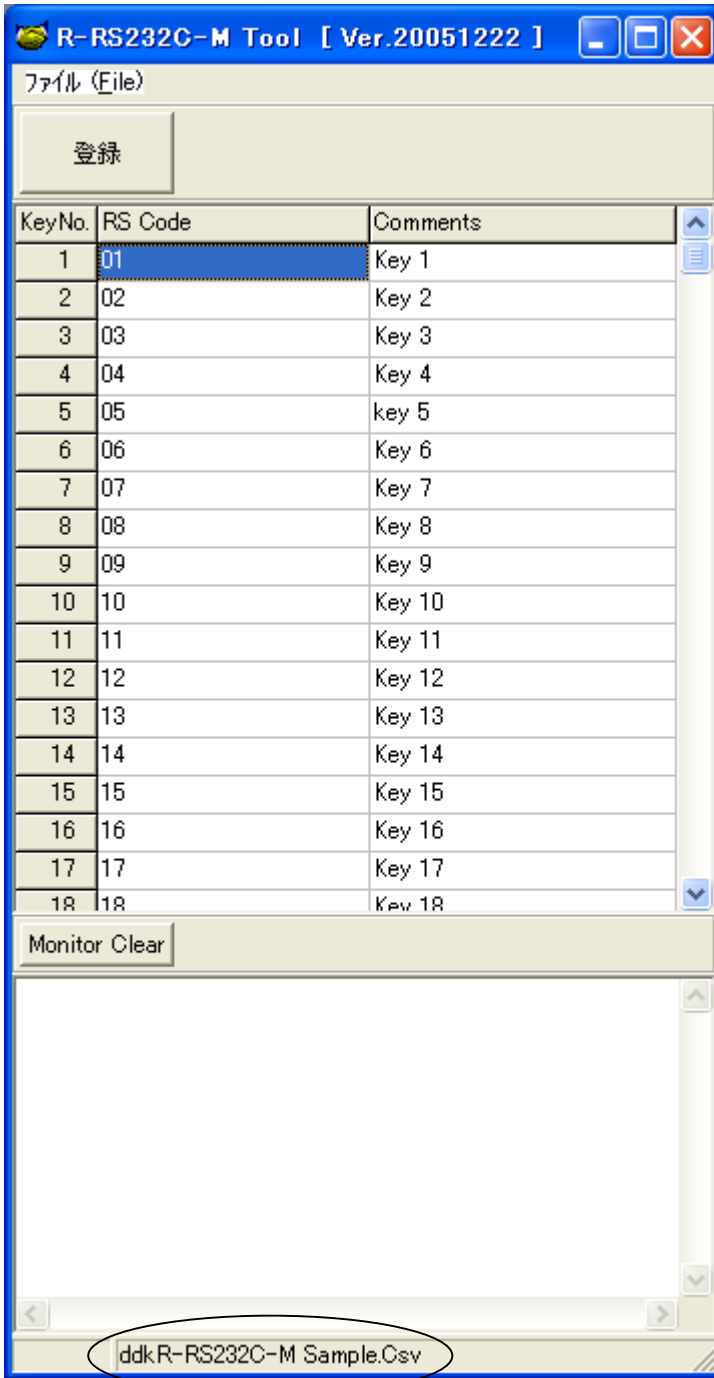 R-RS232C-M Tool [ Ver.20051222 ]
ファイル (File)
登録
KeyNo. RS Code Comments
1 01 Key 1
2 02 Key 2
3 03 Key 3
4 04 Key 4
5 05 key 5
6 06 Key 6
7 07 Key 7
8 08 Key 8
9 09 Key 9
10 10 Key 10
11 11 Key 11
12 12 Key 12
13 13 Key 13
14 14 Key 14
15 15 Key 15
16 16 Key 16
17 17 Key 17
18 18 Key 18
Monitor Clear
ddkR-RS232C-M Sample.Csv